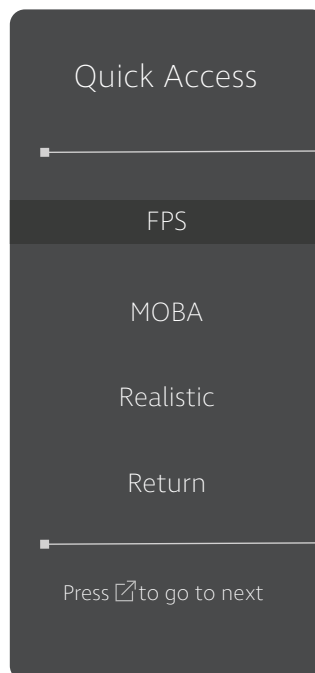 Quick Access
FPS
MOBA
Realistic
Return
Press to go to next